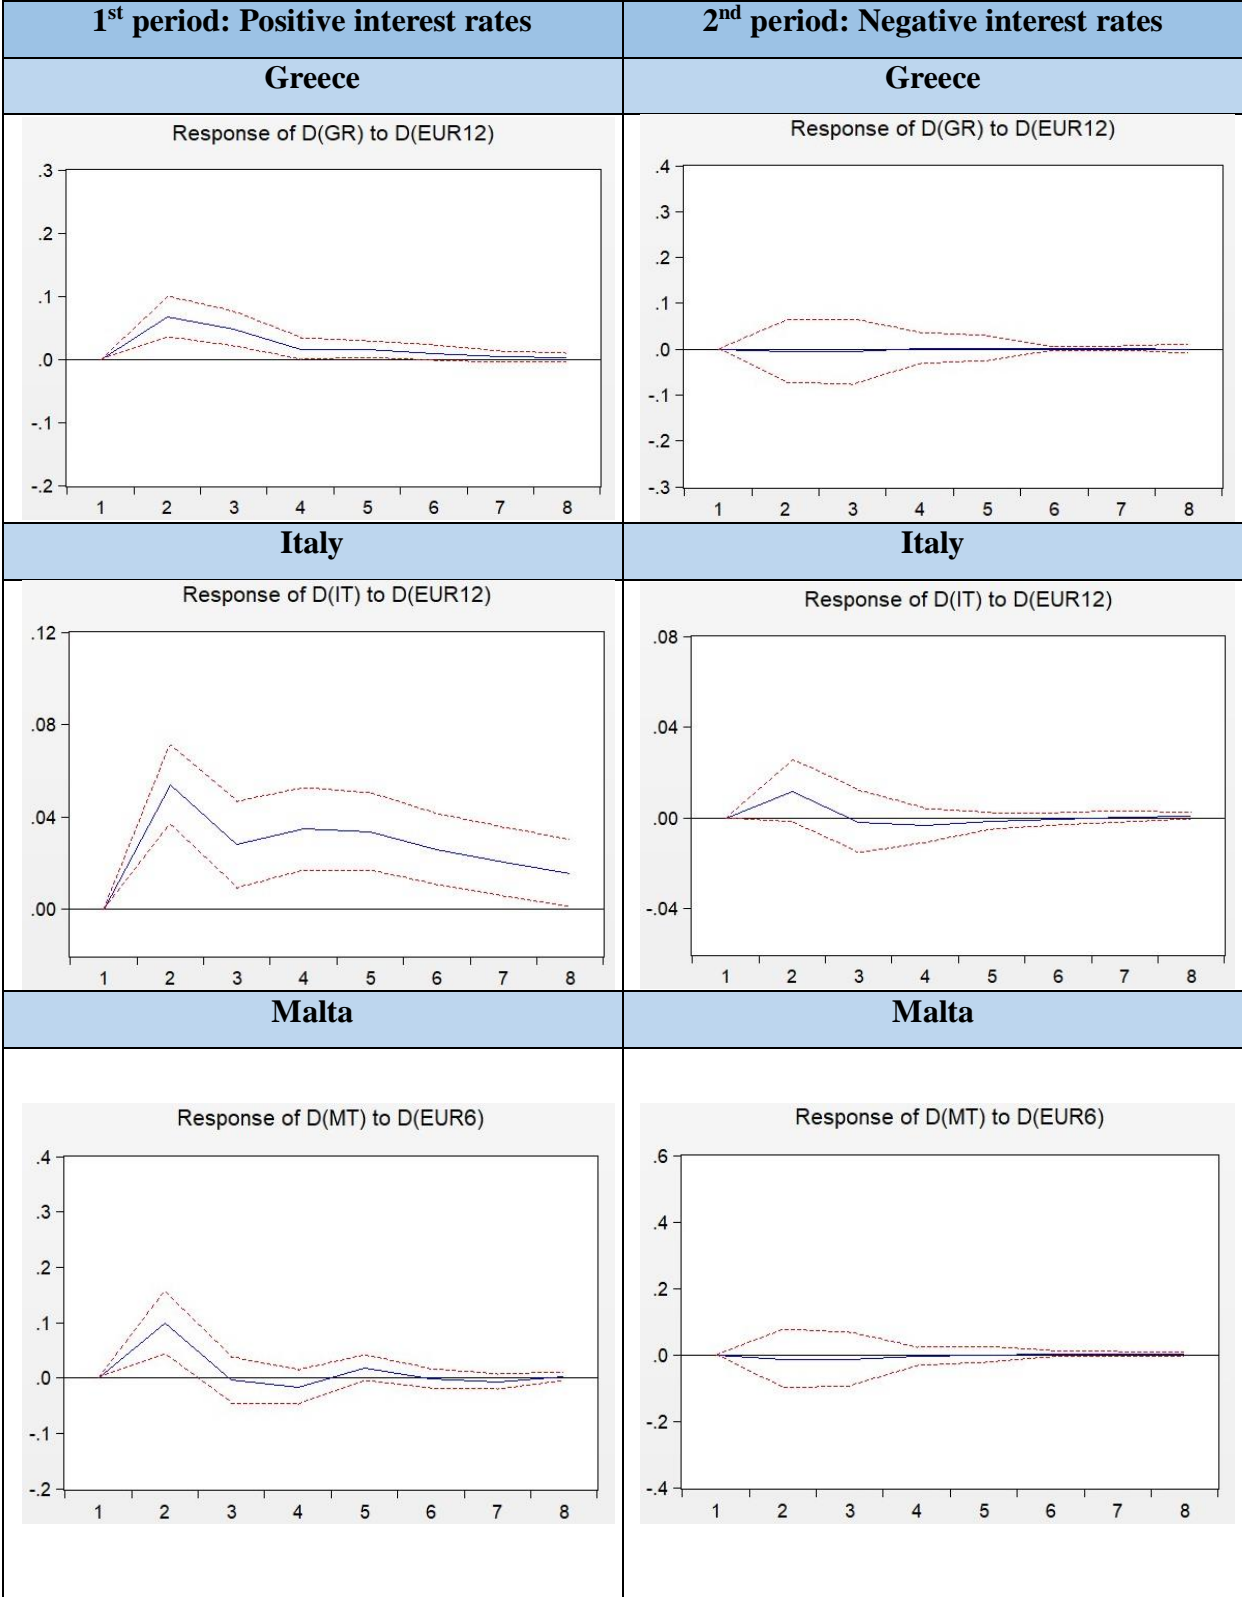 1st period: Positive interest rates
2nd period: Negative interest rates
Greece
Greece
Response of D(GR) to D(EUR12)
.3
.2
.1
.0
-.1
-.2
1 2 3 4 5 6 7 8
Response of D(GR) to D(EUR12)
.4
.3
.2
.1
.0
-.1
-.2
-.3
1 2 3 4 5 6 7 8
Italy
Italy
Response of D(IT) to D(EUR12)
.12
.08
.04
.00
1 2 3 4 5 6 7 8
Response of D(IT) to D(EUR12)
.08
.04
.00
-.04
1 2 3 4 5 6 7 8
Malta
Malta
Response of D(MT) to D(EUR6)
.4
.3
.2
.1
.0
-.1
-.2
1 2 3 4 5 6 7 8
Response of D(MT) to D(EUR6)
.6
.4
.2
.0
-.2
-.4
1 2 3 4 5 6 7 8